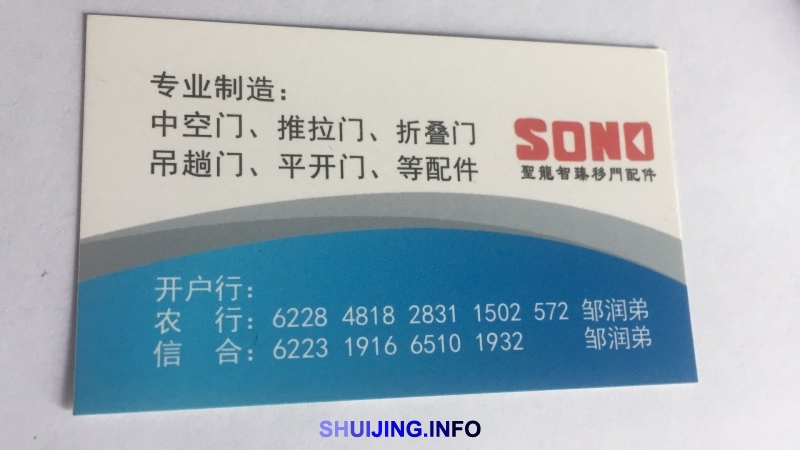 专业制造：
中空门、推拉门、折叠门
吊趟门、平开门、等配件
SONO
聖龍智臻移門配件
开户行：
农 行：6228 4818 2831 1502 572 邹润弟
信 合：6223 1916 6510 1932 邹润弟
SHUIJING.INFO